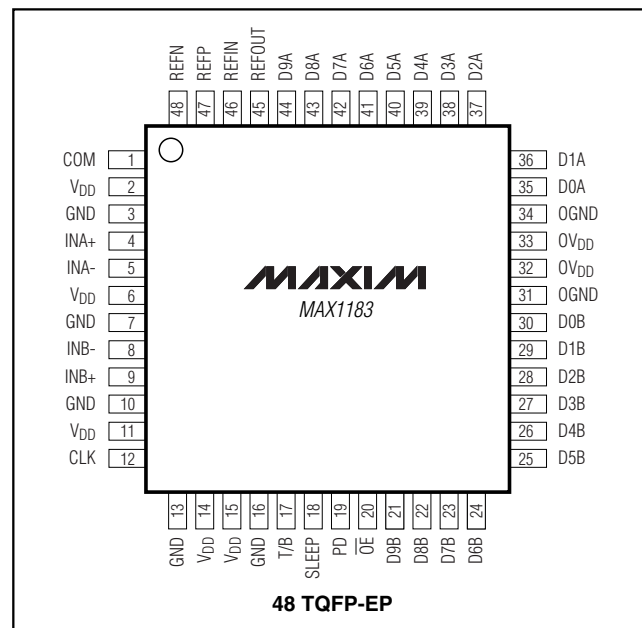 REFN REFP REFIN REFOUT D9A D8A D7A D6A D5A D4A D3A D2A
48 47 46 45 44 43 42 41 40 39 38 37
COM 1 36 D1A
VDD 2 35 D0A
GND 3 34 OGND
INA+ 4 33 OVDD
INA- 5 32 OVDD
VDD 6 31 OGND
GND 7 30 D0B
INB- 8 29 D1B
INB+ 9 28 D2B
GND 10 27 D3B
VDD 11 26 D4B
CLK 12 25 D5B
MAXIM
MAX1183
13 14 15 16 17 18 19 20 21 22 23 24
GND VDD VDD GND T/B SLEEP PD OE D9B D8B D7B D6B
48 TQFP-EP